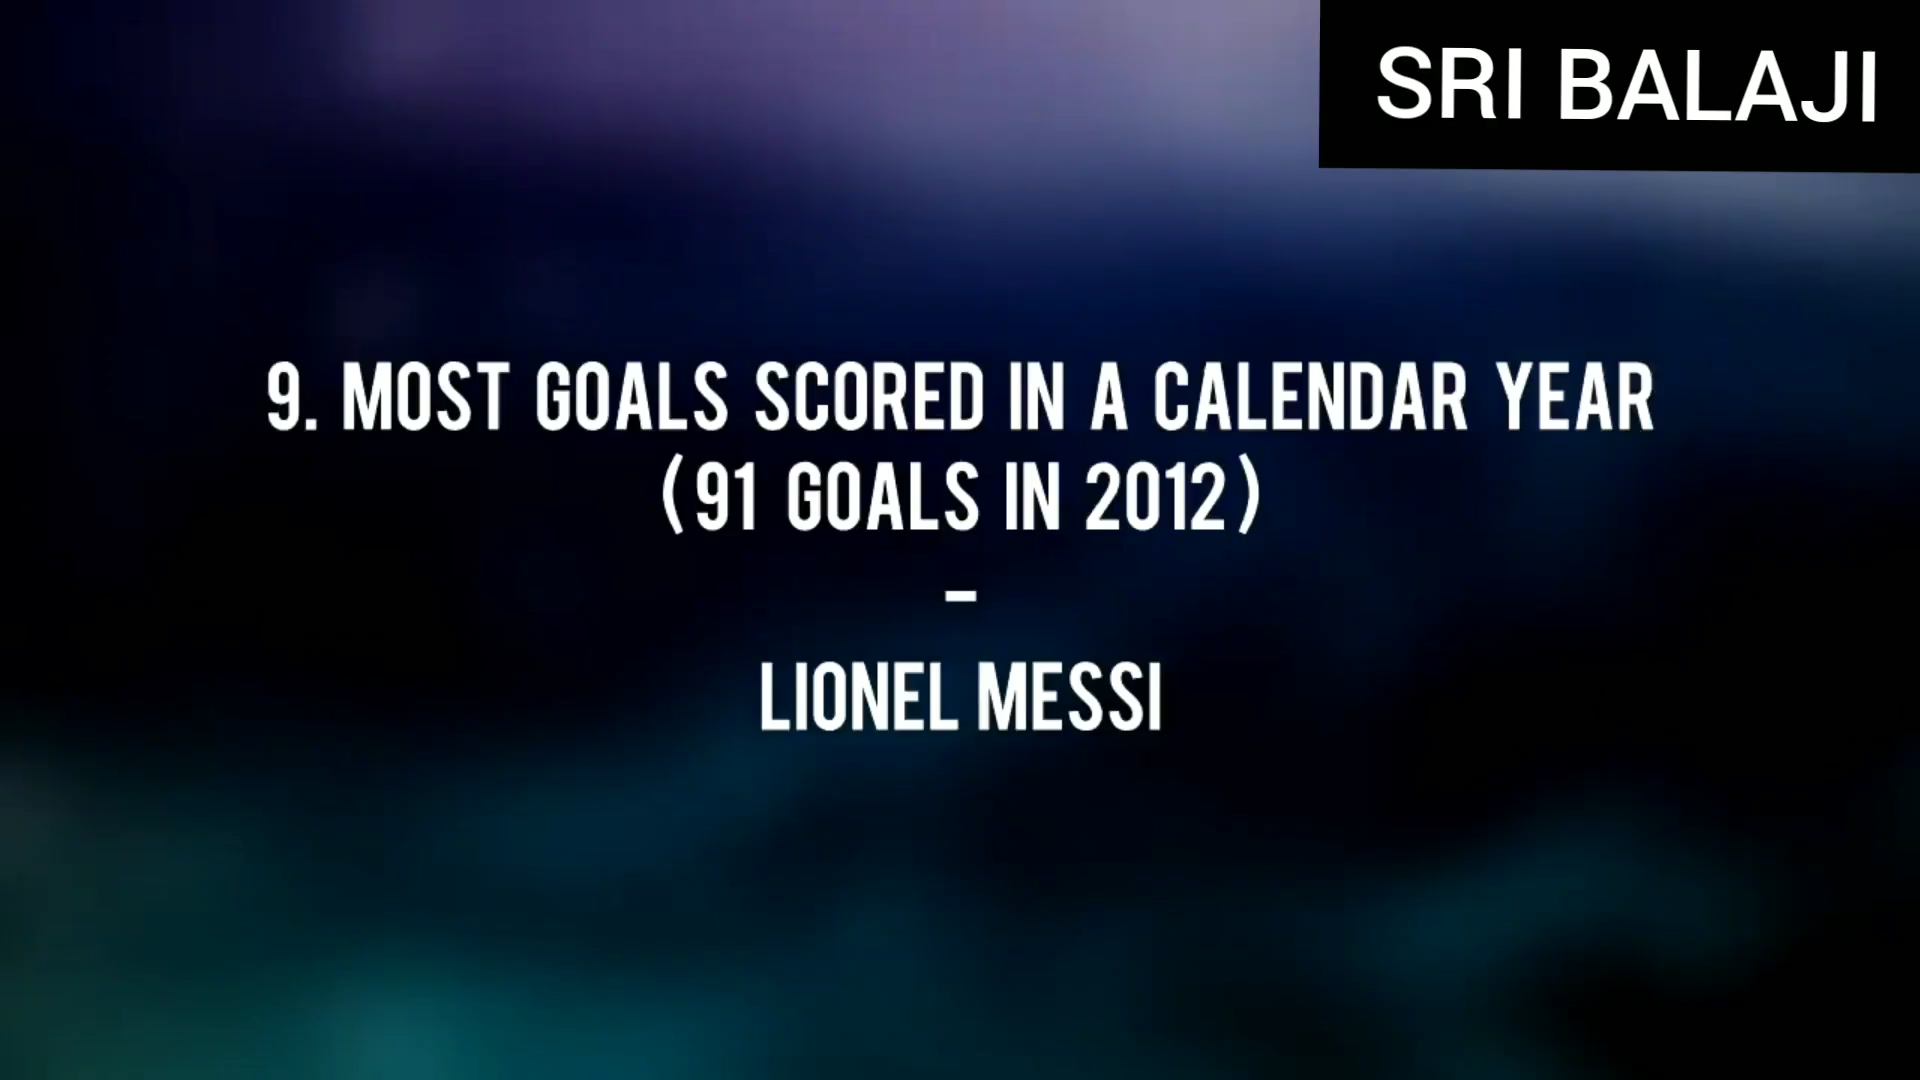 SRI BALAJI
9. MOST GOALS SCORED IN A CALENDAR YEAR
(91 GOALS IN 2012)
-
LIONEL MESSI